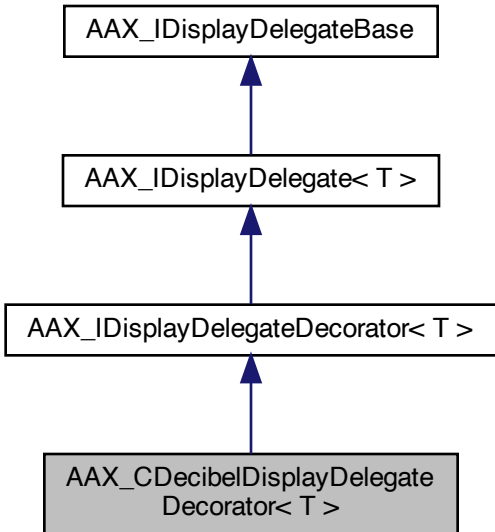 AAX_IDisplayDelegateBase
AAX_IDisplayDelegate< T >
AAX_IDisplayDelegateDecorator< T >
AAX_CDecibelDisplayDelegate
Decorator< T >